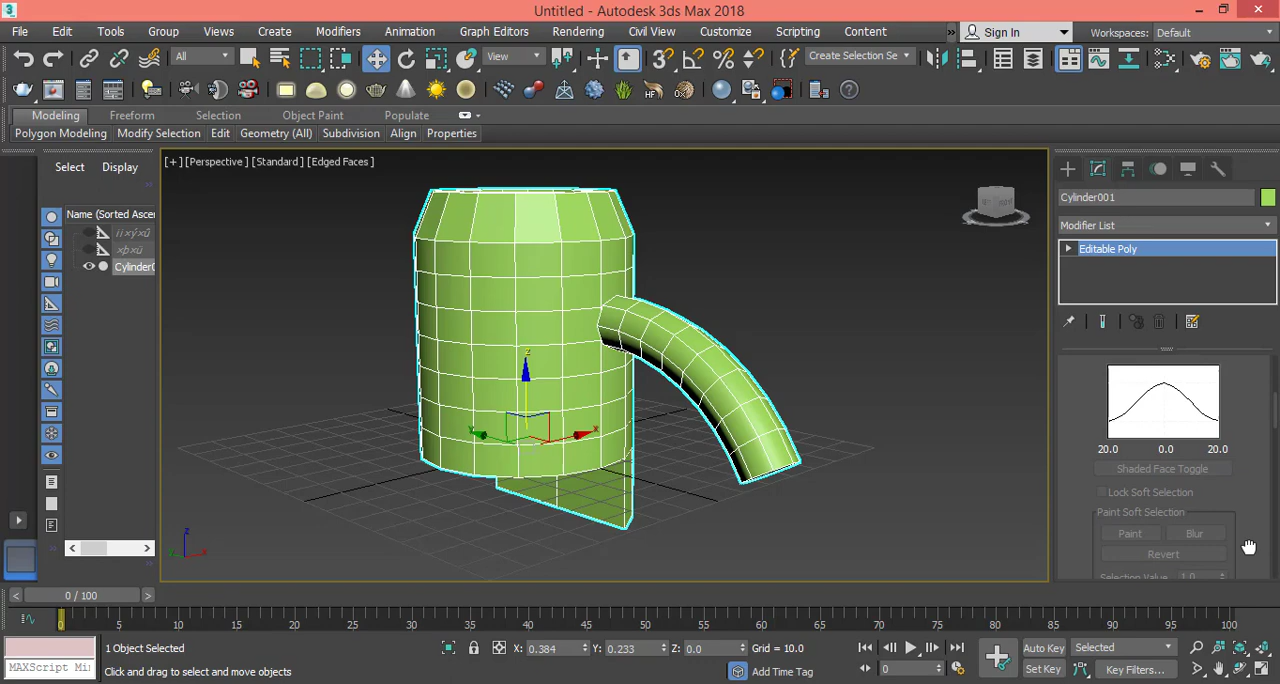 Untitled - Autodesk 3ds Max 2018
File Edit Tools Group Views Create Modifiers Animation Graph Editors Rendering Civil View Customize Scripting Content » Sign In Workspaces: Default
All View Create Selection Se
Modeling Freeform Selection Object Paint Populate
Polygon Modeling Modify Selection Edit Geometry (All) Subdivision Align Properties
Select Display
[+] [Perspective ] [Standard ] [Edged Faces ]
Name (Sorted Asce
Cylinder0
Cylinder001
Modifier List
Editable Poly
20.0 0.0 20.0
Shaded Face Toggle
Lock Soft Selection
Paint Soft Selection
Paint Blur
Revert
Selection Value 1.0
z
y x
z
y x
< 0 / 100 >
0 5 10 15 20 25 30 35 40 45 50 55 60 65 70 75 80 85 90 95 100
1 Object Selected X: 0.384 Y: 0.233 Z: 0.0 Grid = 10.0 Auto Key Selected
MAXScript Mi
Click and drag to select and move objects Add Time Tag 0 Set Key Key Filters...